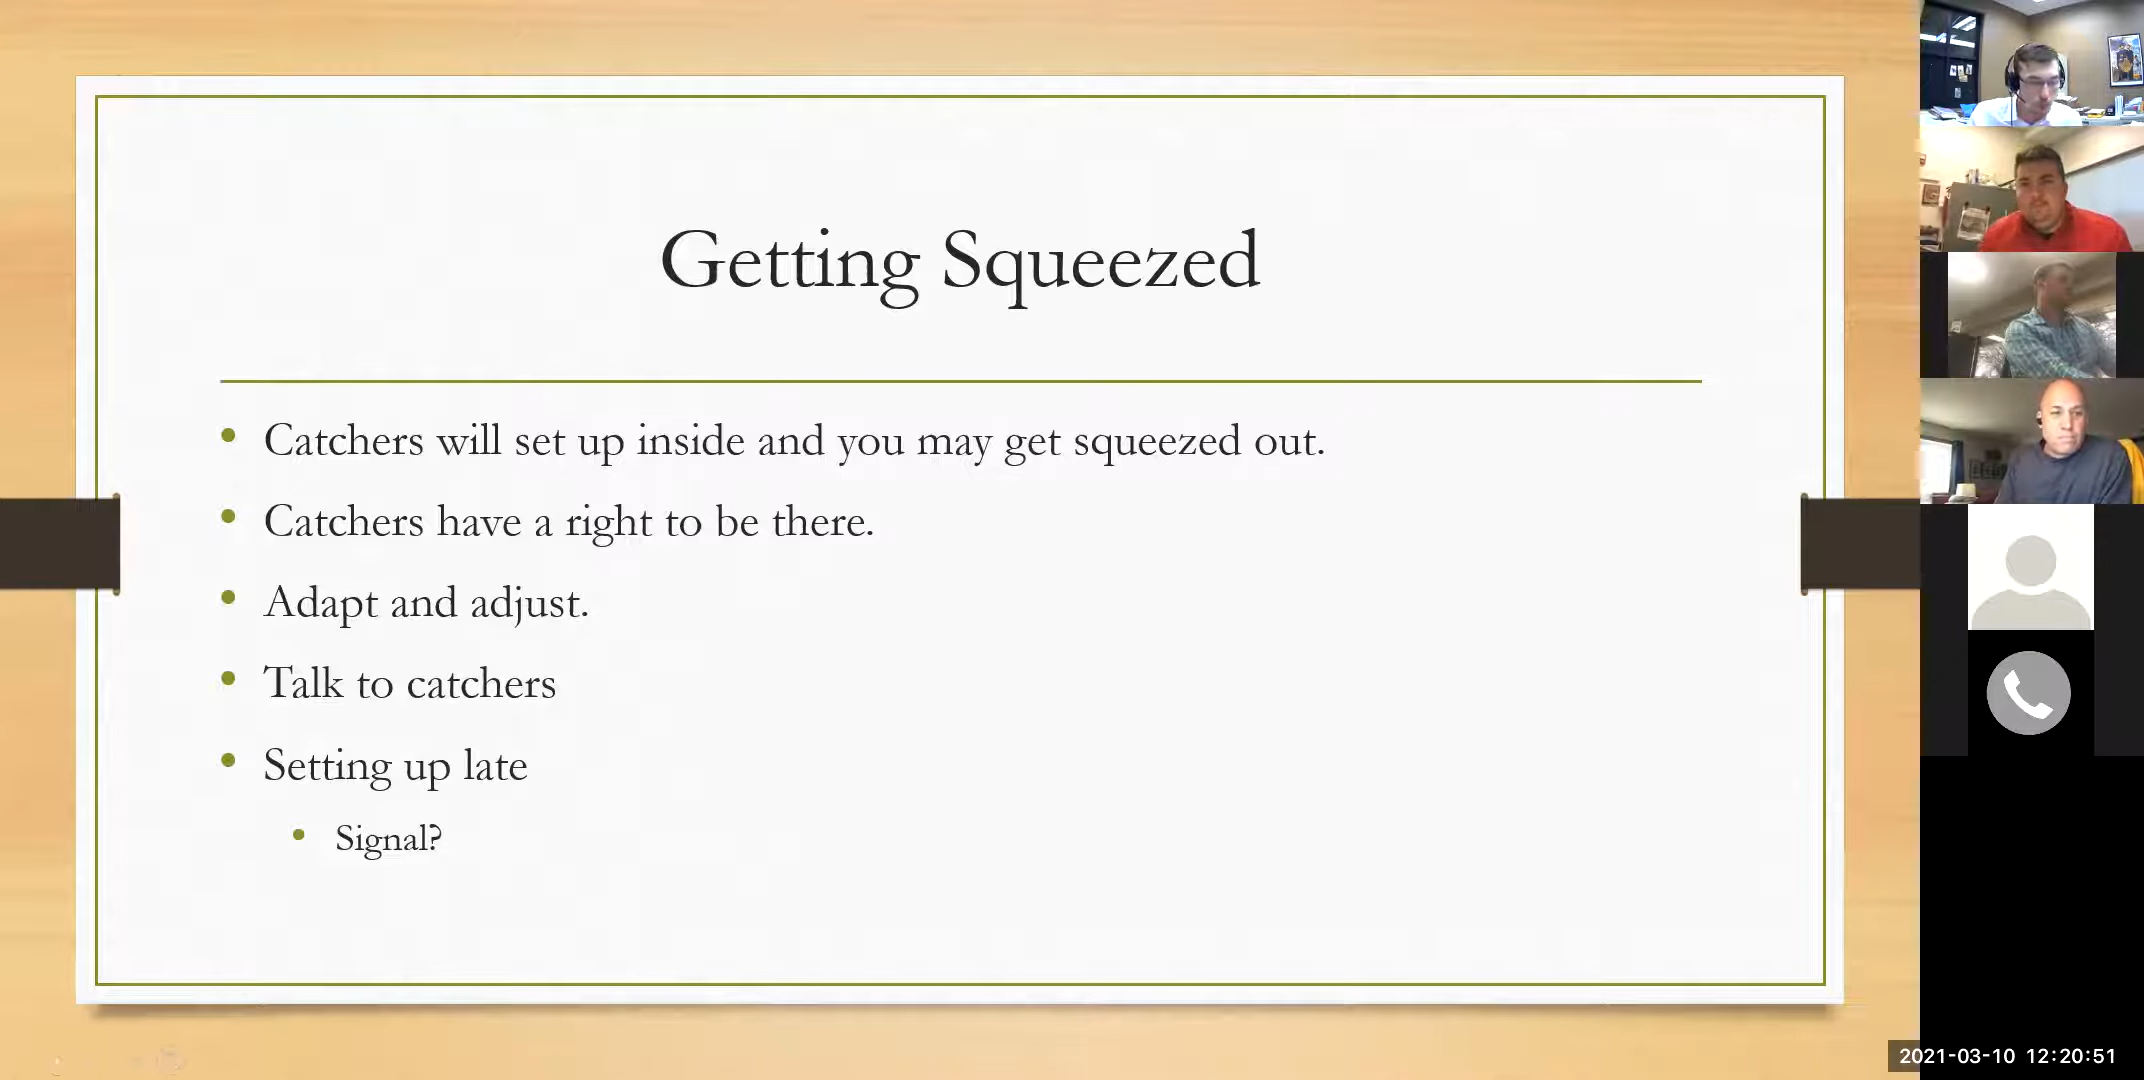 Getting Squeezed
Catchers will set up inside and you may get squeezed out.
Catchers have a right to be there.
Adapt and adjust.
Talk to catchers
Setting up late
Signal?
2021-03-10 12:20:51